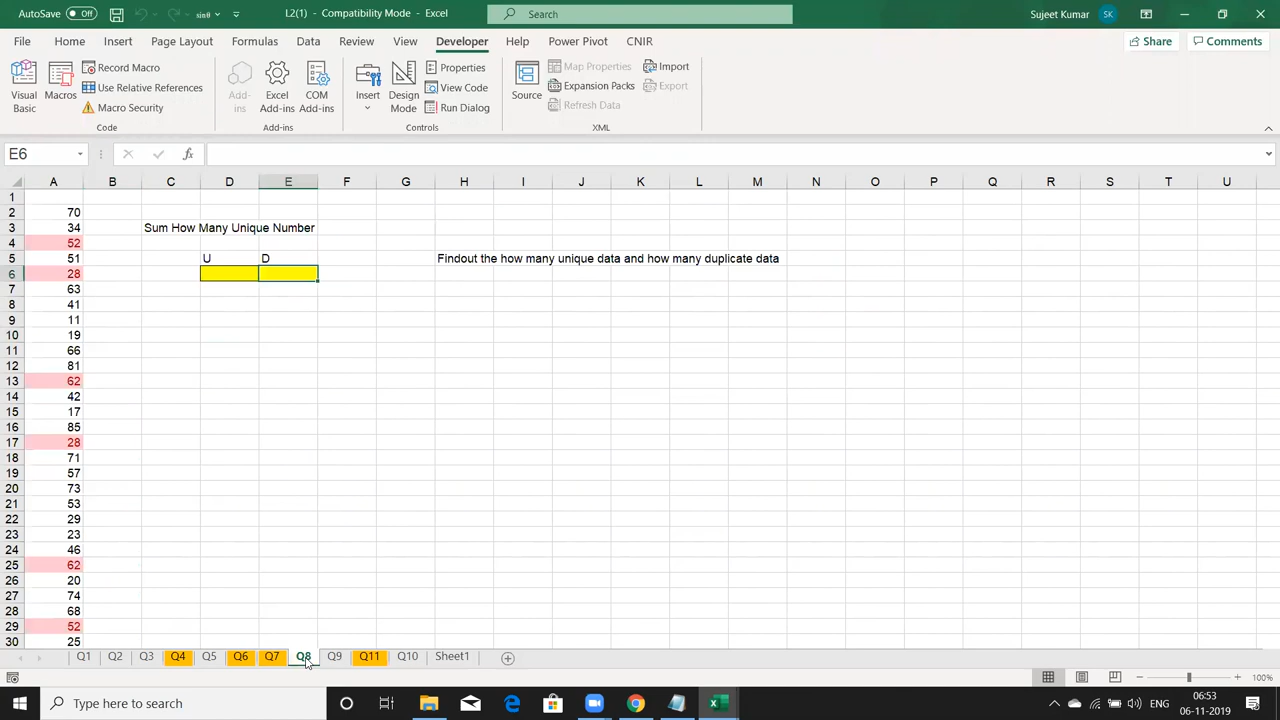 AutoSave Off sinθ L2(1) - Compatibility Mode - Excel Search Sujeet Kumar SK
File Home Insert Draw Page Layout Formulas Data Review View Developer Help Power Pivot CNIR Share Comments
Visual Basic
Macros
Record Macro
Use Relative References
Macro Security
Code
Add-ins
Excel Add-ins
COM Add-ins
Add-ins
Insert
Design Mode
Properties
View Code
Run Dialog
Controls
Source
Map Properties
Expansion Packs
Refresh Data
Import
Export
XML
E6 fx
A B C D E F G H I J K L M N O P Q R S T U
1
2 70
3 34 Sum How Many Unique Number
4 52
5 51 U D Findout the how many unique data and how many duplicate data
6 28
7 63
8 41
9 11
10 19
11 66
12 81
13 62
14 42
15 17
16 85
17 28
18 71
19 57
20 73
21 53
22 29
23 23
24 46
25 62
26 20
27 74
28 68
29 52
30 25
Q1 Q2 Q3 Q4 Q5 Q6 Q7 Q8 Q9 Q11 Q10 Sheet1
100%
Type here to search ENG 06:53
06-11-2019